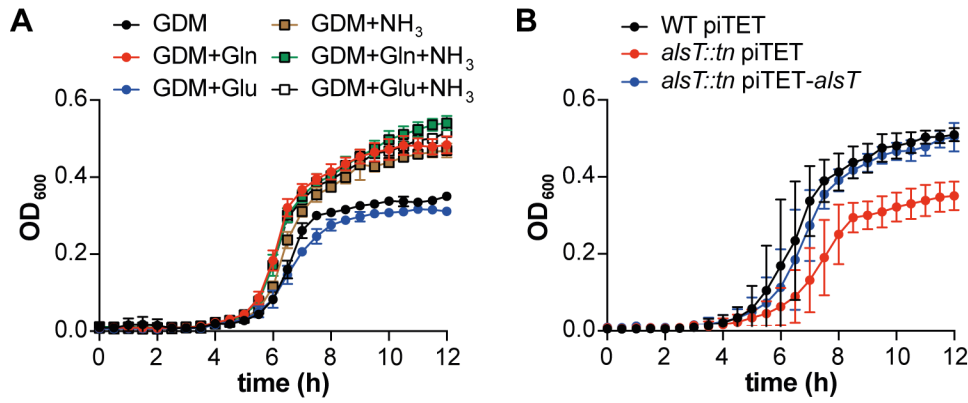 A
GDM
GDM+NH₃
GDM+Gln
GDM+Gln+NH₃
GDM+Glu
GDM+Glu+NH₃
OD₆₀₀
0.6
0.4
0.2
0.0
0 2 4 6 8 10 12
time (h)
B
WT piTET
alsT::tn piTET
alsT::tn piTET-alsT
OD₆₀₀
0.6
0.4
0.2
0.0
0 2 4 6 8 10 12
time (h)